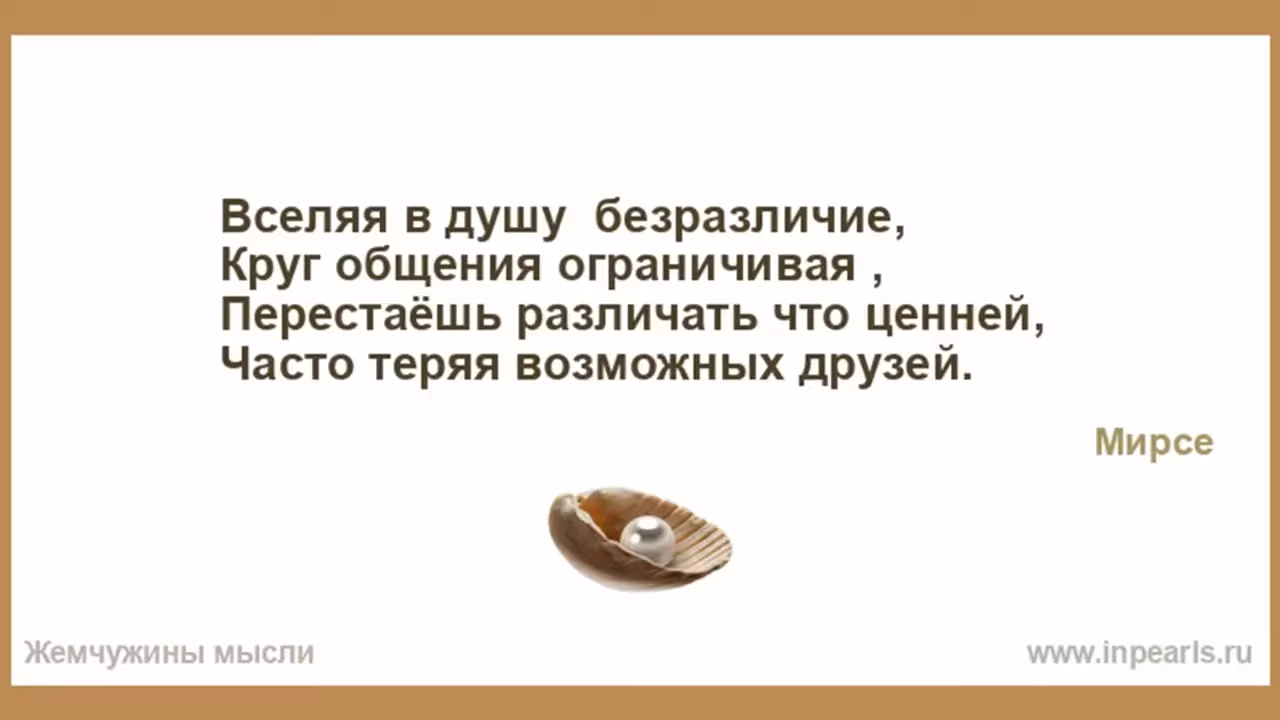 Вселяя в душу  безразличие,
Круг общения ограничивая ,
Перестаёшь различать что ценней,
Часто теряя возможных друзей.
Мирсе
Жемчужины мысли
www.inpearls.ru